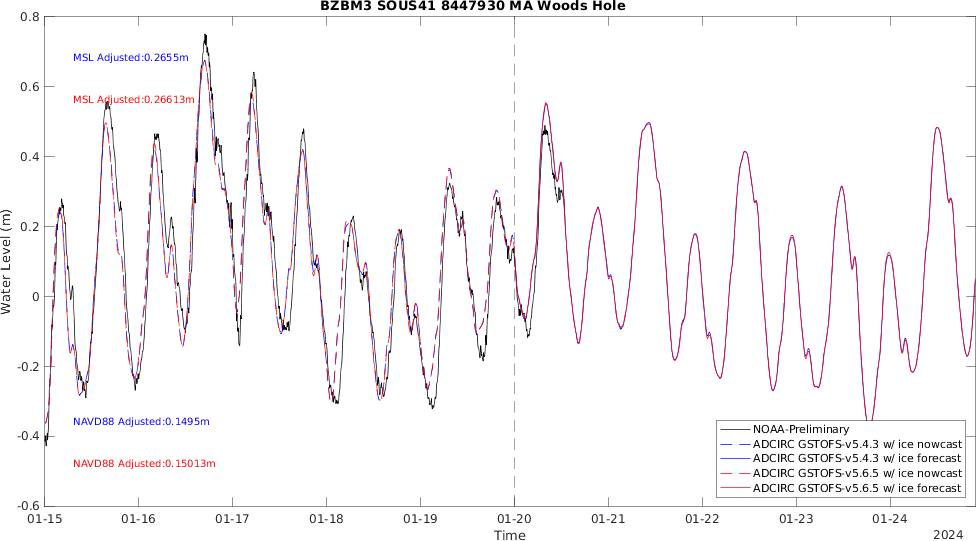 BZBM3 SOUS41 8447930 MA Woods Hole
0.8
0.6
0.4
0.2
0
-0.2
-0.4
-0.6
Water Level (m)
MSL Adjusted:0.2655m
MSL Adjusted:0.26613m
NAVD88 Adjusted:0.1495m
NAVD88 Adjusted:0.15013m
NOAA-Preliminary
ADCIRC GSTOFS-v5.4.3 w/ ice nowcast
ADCIRC GSTOFS-v5.4.3 w/ ice forecast
ADCIRC GSTOFS-v5.6.5 w/ ice nowcast
ADCIRC GSTOFS-v5.6.5 w/ ice forecast
01-15 01-16 01-17 01-18 01-19 01-20 01-21 01-22 01-23 01-24
Time
2024